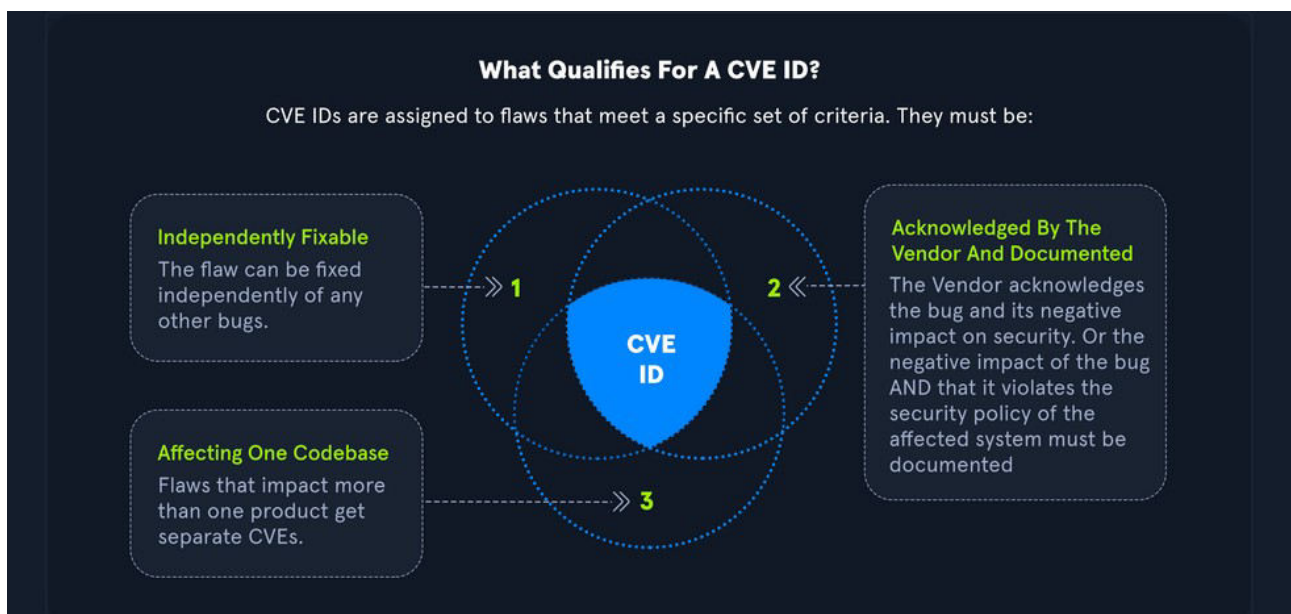 What Qualifies For A CVE ID?
CVE IDs are assigned to flaws that meet a specific set of criteria. They must be:
Independently Fixable
The flaw can be fixed
independently of any
other bugs.
1
2
Acknowledged By The
Vendor And Documented
The Vendor acknowledges
the bug and its negative
impact on security. Or the
negative impact of the bug
AND that it violates the
security policy of the
affected system must be
documented
CVE
ID
Affecting One Codebase
Flaws that impact more
than one product get
separate CVEs.
3